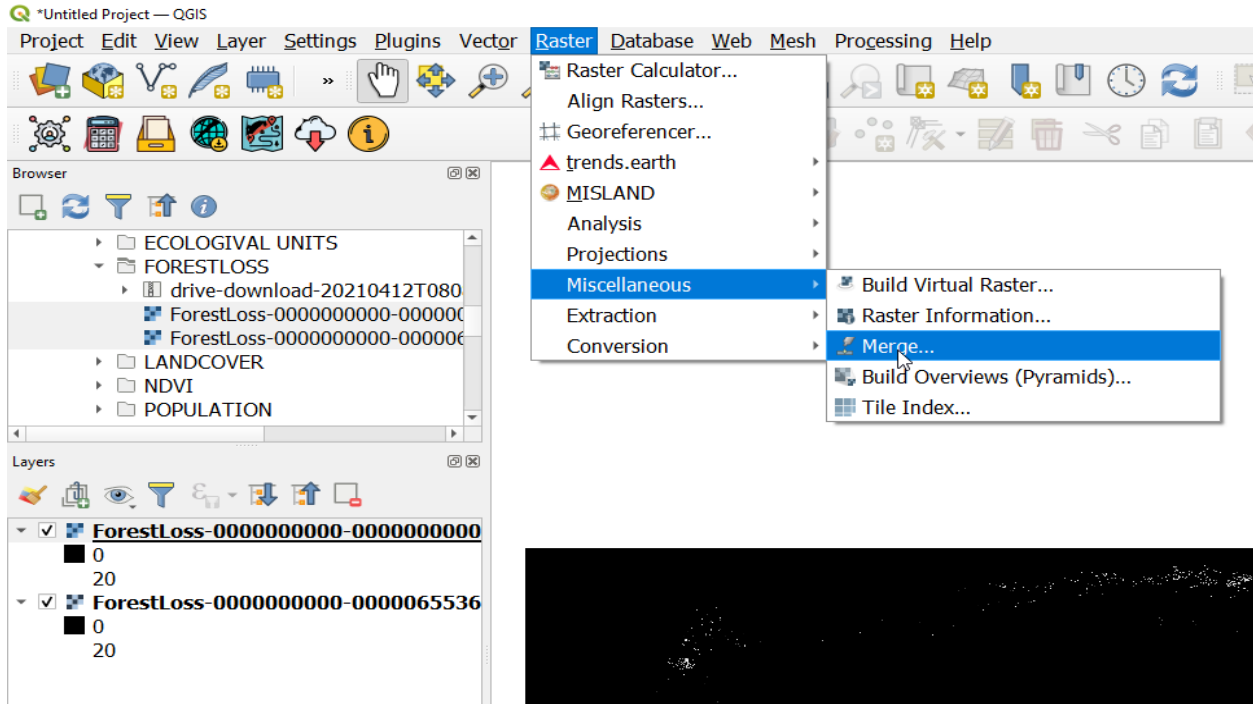 *Untitled Project — QGIS
Project Edit View Layer Settings Plugins Vector Raster Database Web Mesh Processing Help
»
Raster Calculator...
Align Rasters...
Georeferencer...
trends.earth
MISLAND
Analysis
Projections
Miscellaneous
Extraction
Conversion
Build Virtual Raster...
Raster Information...
Merge...
Build Overviews (Pyramids)...
Tile Index...
Browser
ECOLOGIVAL UNITS
FORESTLOSS
drive-download-20210412T080
ForestLoss-0000000000-000000
ForestLoss-0000000000-000006
LANDCOVER
NDVI
POPULATION
Layers
ForestLoss-0000000000-0000000000
0
20
ForestLoss-0000000000-0000065536
0
20